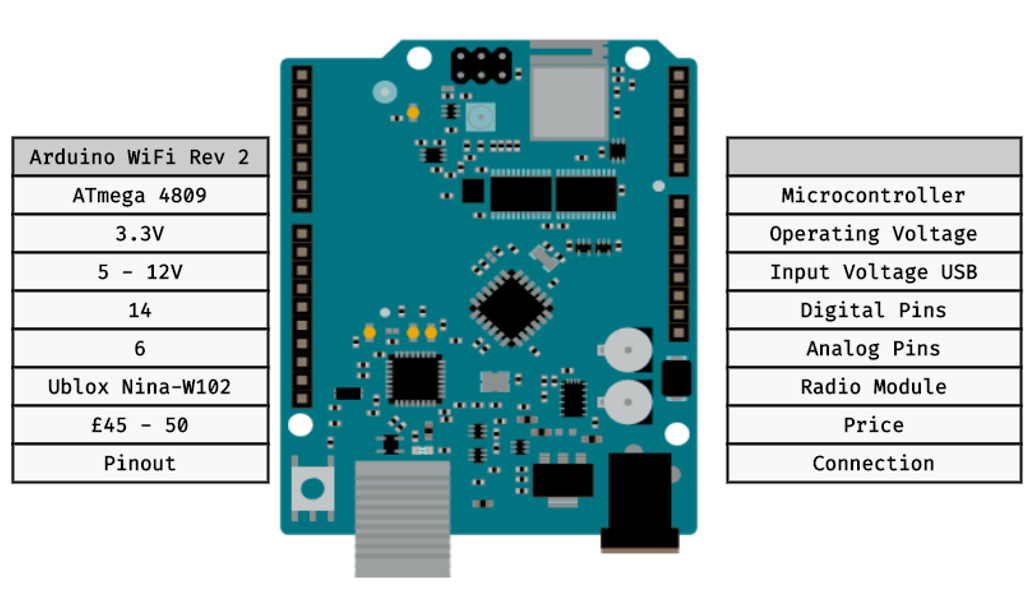 Arduino WiFi Rev 2
ATmega 4809
3.3V
5 - 12V
14
6
Ublox Nina-W102
£45 - 50
Pinout
Microcontroller
Operating Voltage
Input Voltage USB
Digital Pins
Analog Pins
Radio Module
Price
Connection